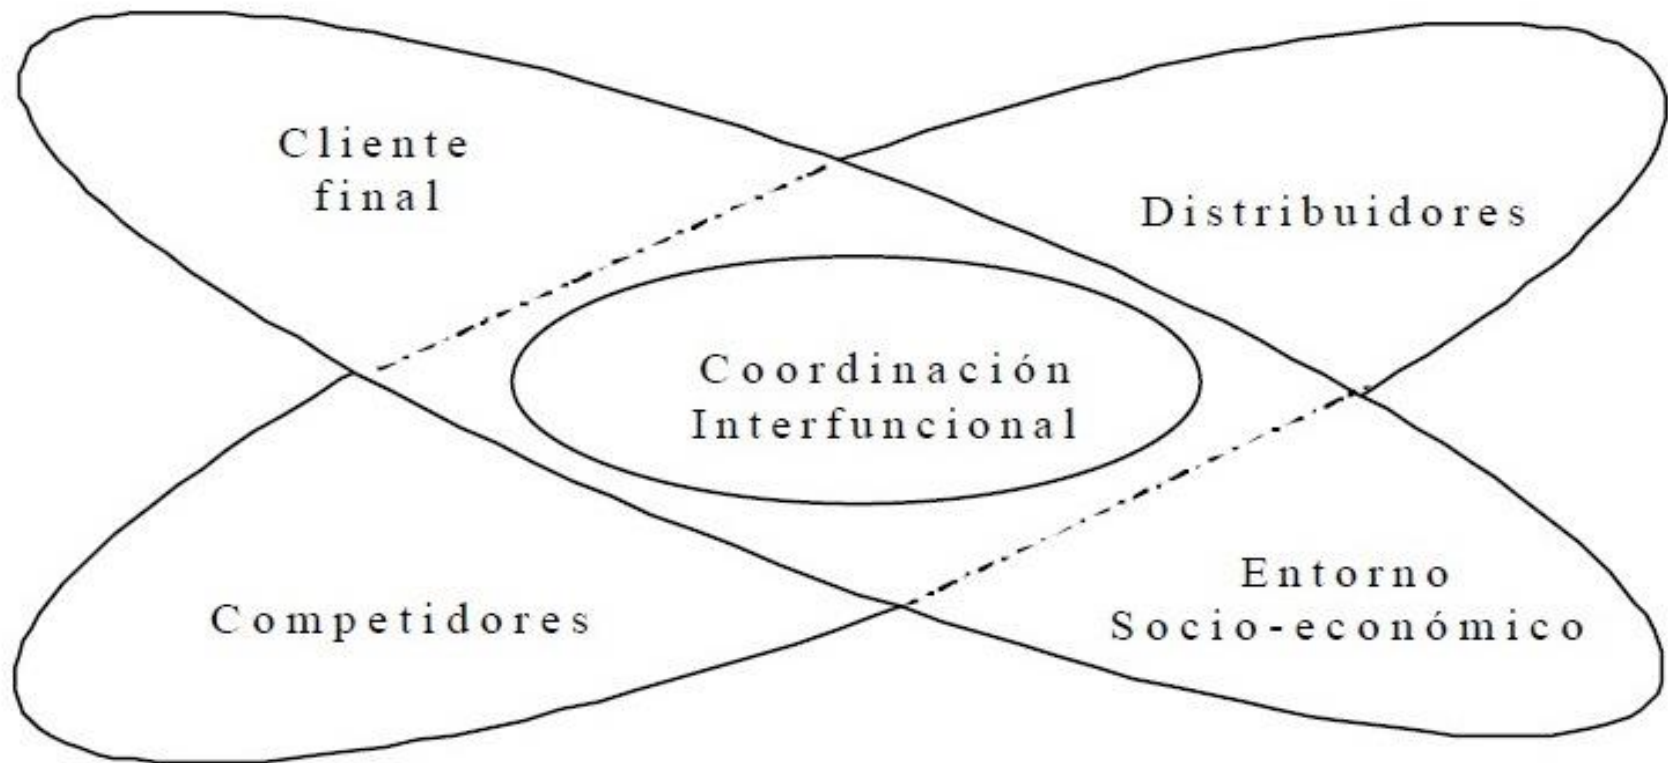 Cliente
final
Distribuidores
Coordinación
Interfuncional
Competidores
Entorno
Socio-económico